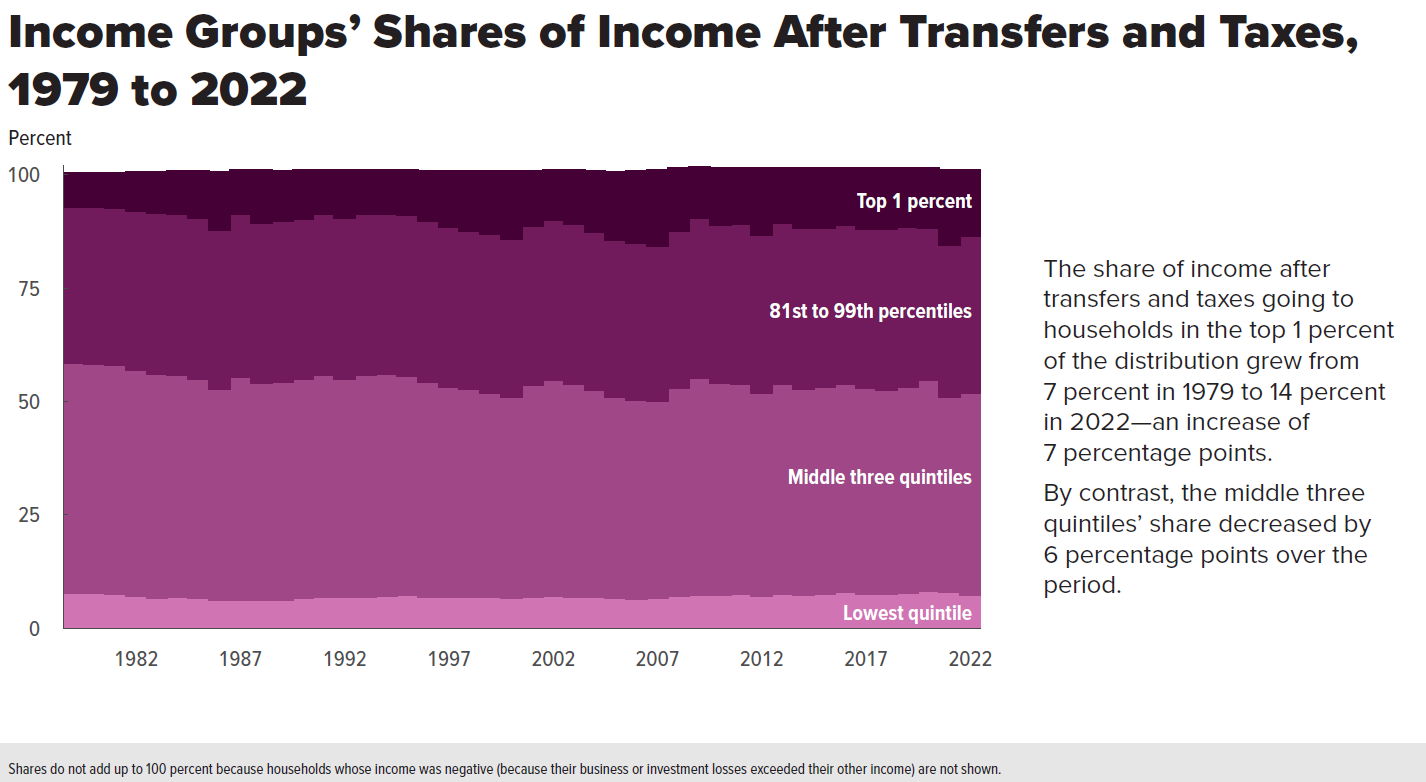 Income Groups’ Shares of Income After Transfers and Taxes,
1979 to 2022
Percent
100
75
50
25
0
Top 1 percent
81st to 99th percentiles
Middle three quintiles
Lowest quintile
1982 1987 1992 1997 2002 2007 2012 2017 2022
The share of income after
transfers and taxes going to
households in the top 1 percent
of the distribution grew from
7 percent in 1979 to 14 percent
in 2022—an increase of
7 percentage points.
By contrast, the middle three
quintiles’ share decreased by
6 percentage points over the
period.
Shares do not add up to 100 percent because households whose income was negative (because their business or investment losses exceeded their other income) are not shown.